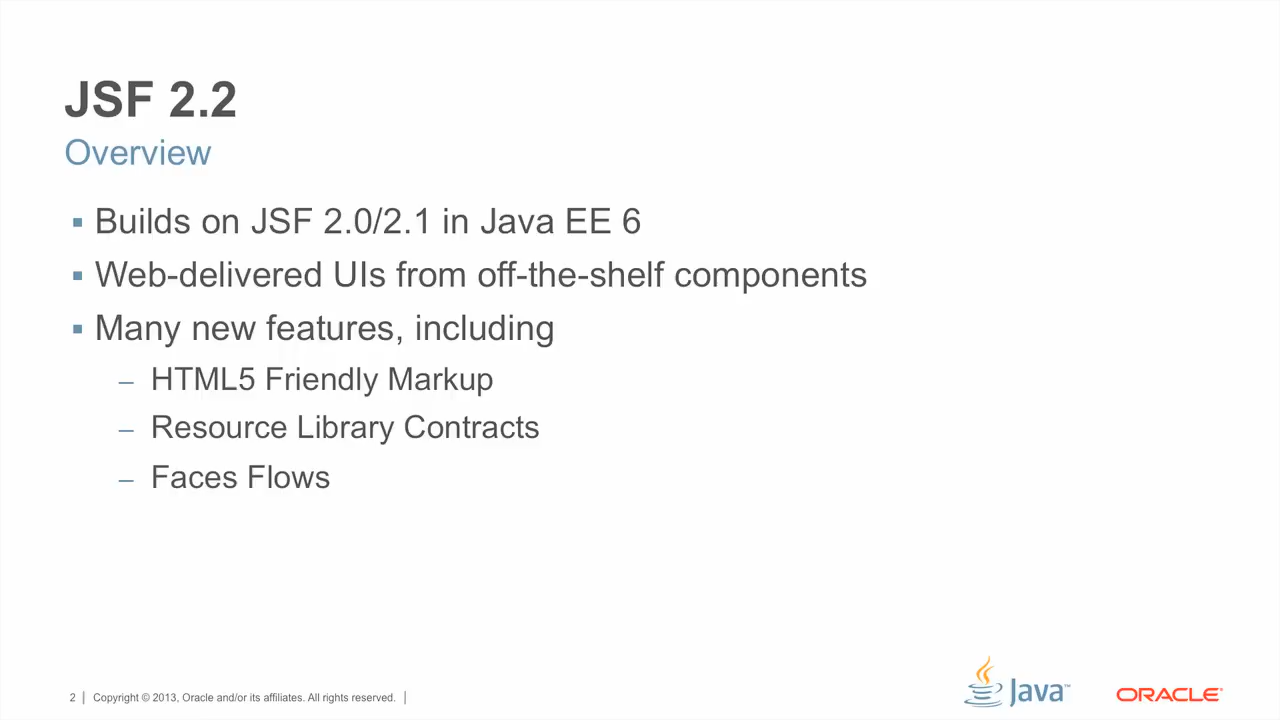 JSF 2.2
Overview
▪ Builds on JSF 2.0/2.1 in Java EE 6
▪ Web-delivered UIs from off-the-shelf components
▪ Many new features, including
– HTML5 Friendly Markup
– Resource Library Contracts
– Faces Flows
2 | Copyright © 2013, Oracle and/or its affiliates. All rights reserved. |
Java™
ORACLE®